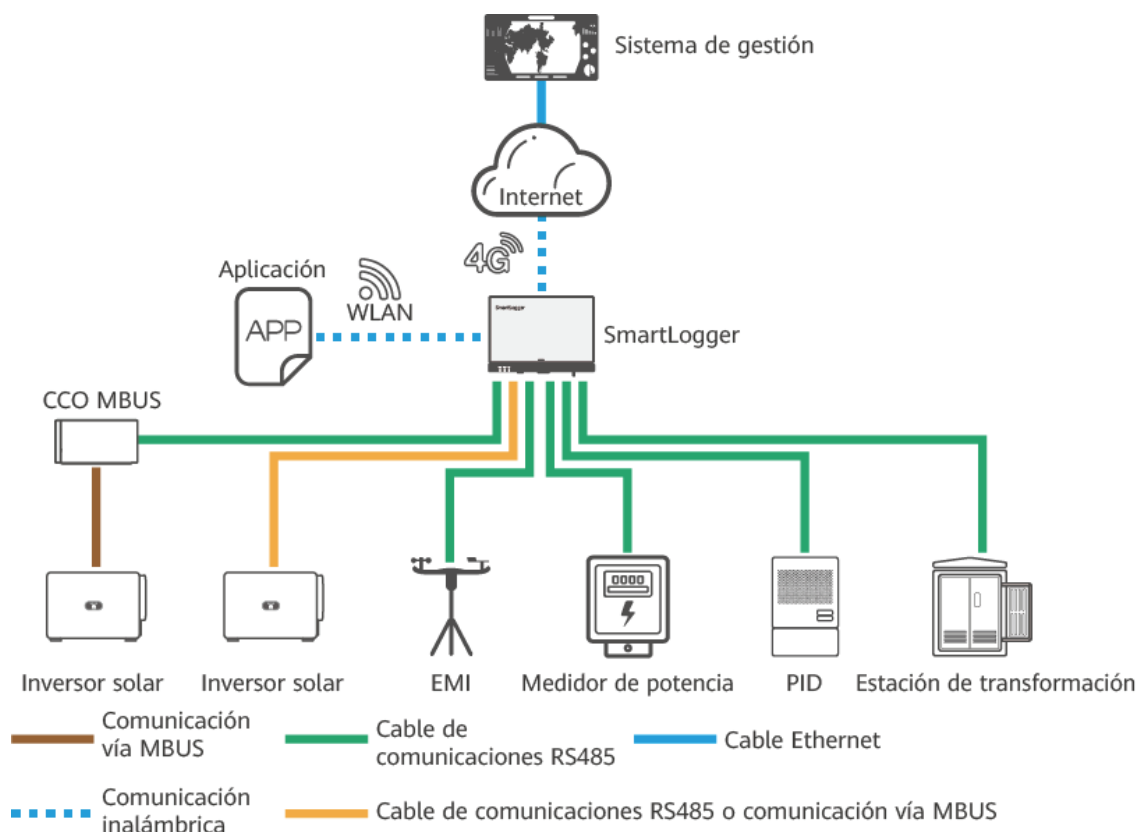 Sistema de gestión
Internet
4G
Aplicación
WLAN
APP
SmartLogger
SmartLogger
CCO MBUS
Inversor solar
Inversor solar
EMI
Medidor de potencia
PID
Estación de transformación
Comunicación
vía MBUS
Cable de
comunicaciones RS485
Cable Ethernet
Comunicación
inalámbrica
Cable de comunicaciones RS485 o comunicación vía MBUS